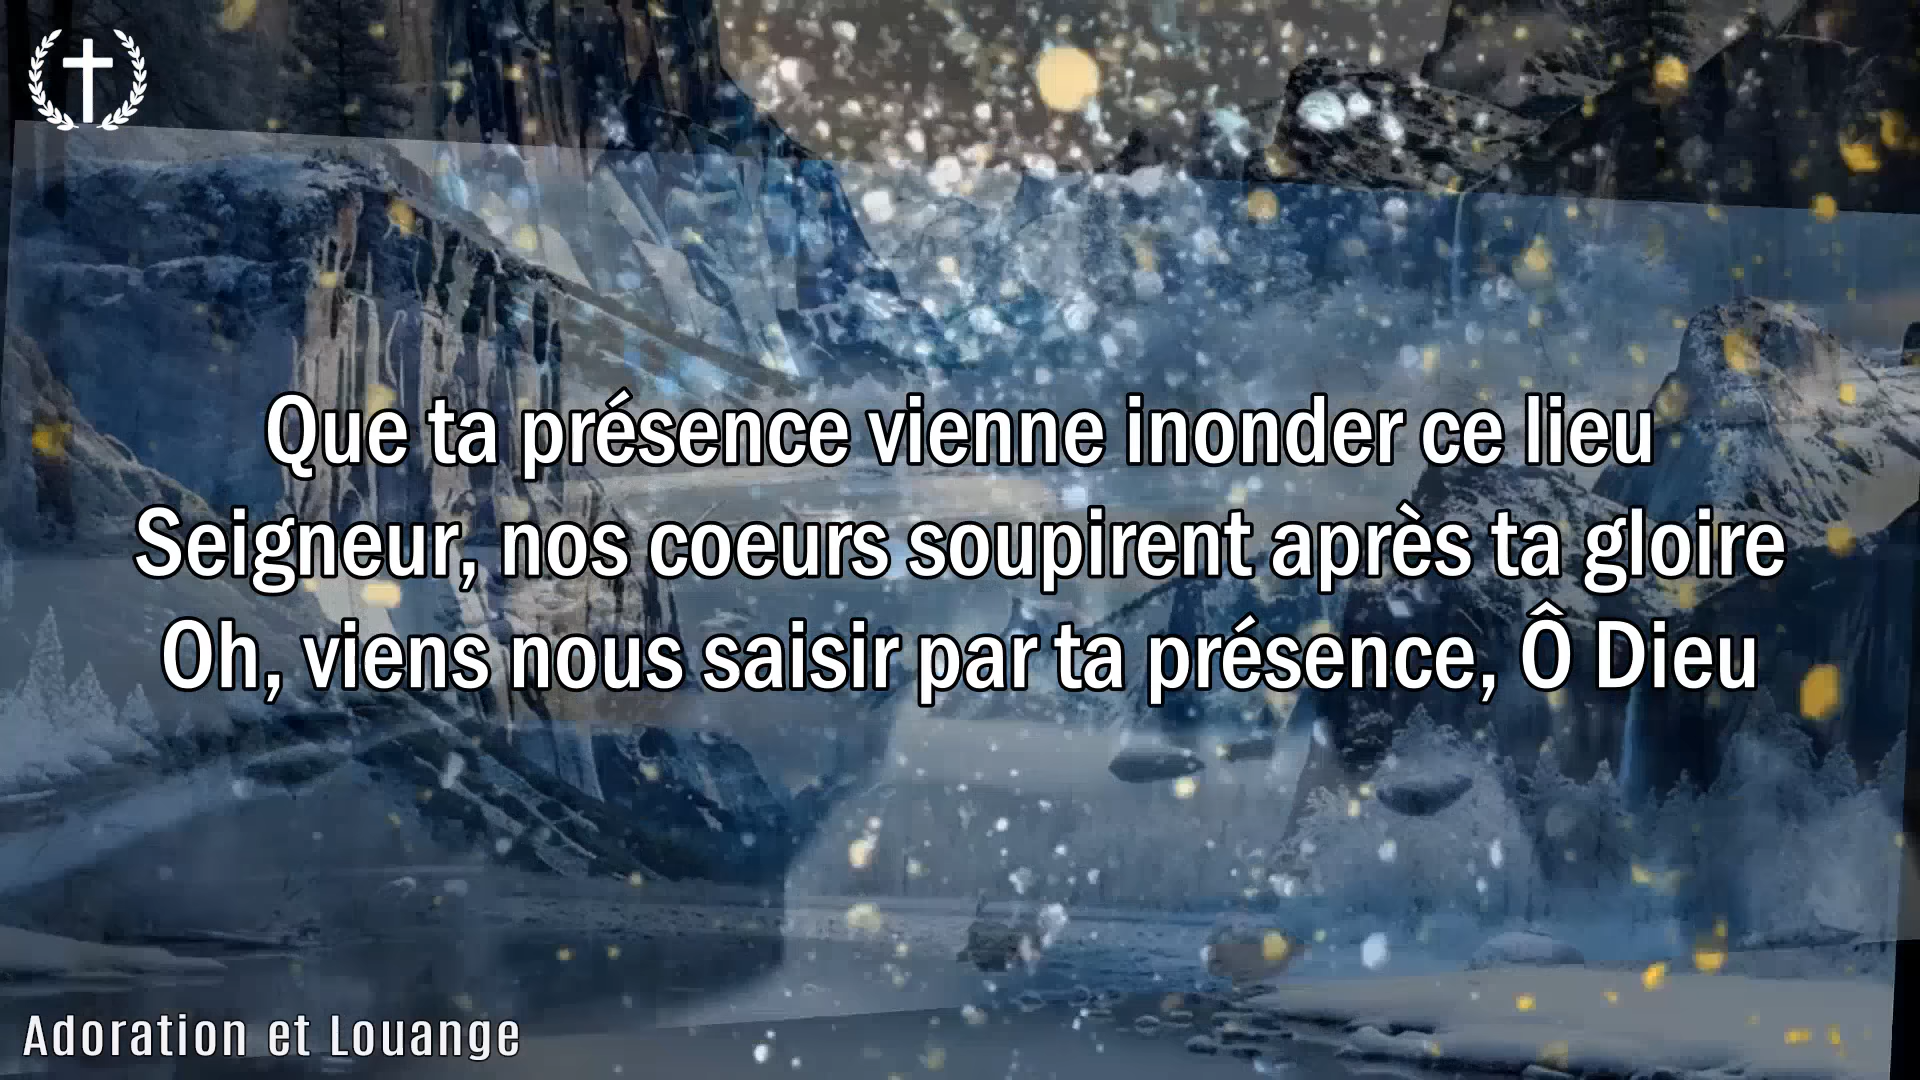 Que ta présence vienne inonder ce lieu
Seigneur, nos coeurs soupirent après ta gloire
Oh, viens nous saisir par ta présence, Ô Dieu
Adoration et Louange